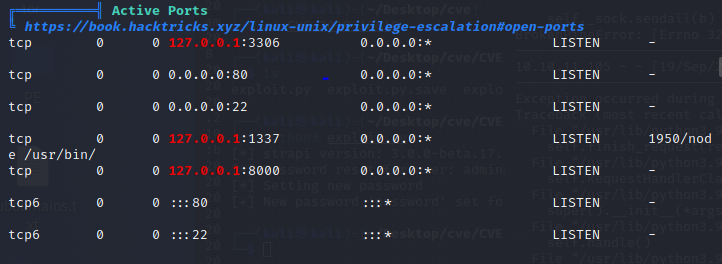 Active Ports
https://book.hacktricks.xyz/linux-unix/privilege-escalation#open-ports
tcp 0 0 127.0.0.1:3306 0.0.0.0:* LISTEN -
tcp 0 0 0.0.0.0:80 0.0.0.0:* LISTEN -
tcp 0 0 0.0.0.0:22 0.0.0.0:* LISTEN -
tcp 0 0 127.0.0.1:1337 0.0.0.0:* LISTEN 1950/nod
e /usr/bin/
tcp 0 0 127.0.0.1:8000 0.0.0.0:* LISTEN -
tcp6 0 0 :::80 :::* LISTEN -
tcp6 0 0 :::22 :::* LISTEN -